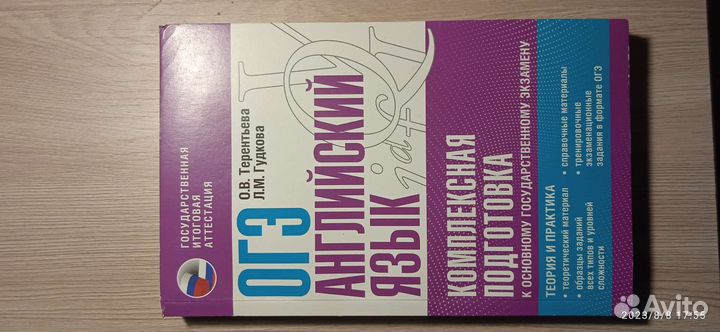 ГОСУДАРСТВЕННАЯ
ИТОГОВАЯ
АТТЕСТАЦИЯ
ОГЭ
О.В. Терентьева
Л.М. Гудкова
АНГЛИЙСКИЙ
ЯЗЫК
КОМПЛЕКСНАЯ
ПОДГОТОВКА
К ОСНОВНОМУ ГОСУДАРСТВЕННОМУ ЭКЗАМЕНУ
ТЕОРИЯ И ПРАКТИКА
• теоретический материал
• образцы заданий
всех типов и уровней
сложности
• справочные материалы
• тренировочные
экзаменационные
задания в формате ОГЭ
Avito
2023/8/8 17:55